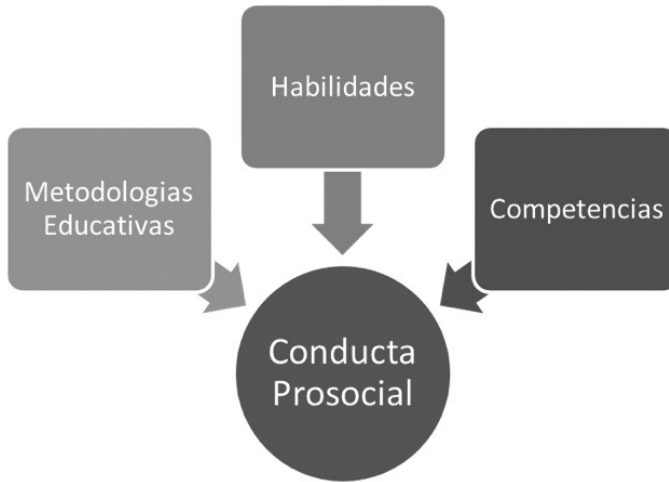 Habilidades
Metodologias
Educativas
Competencias
Conducta
Prosocial